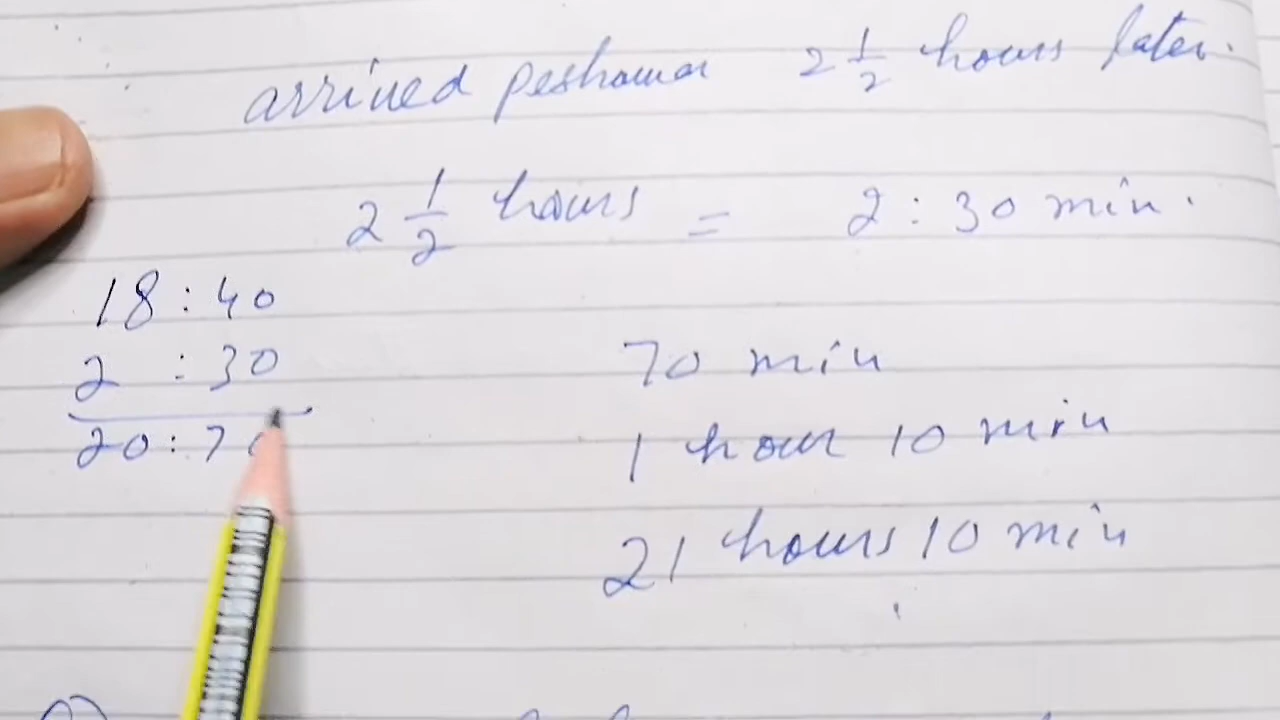 arrived peshawar 2 1/2 hours later.
2 1/2 hours = 2 : 30 min.
18 : 40
2 : 30
20 : 70
70 min
1 hour 10 min
21 hours 10 min